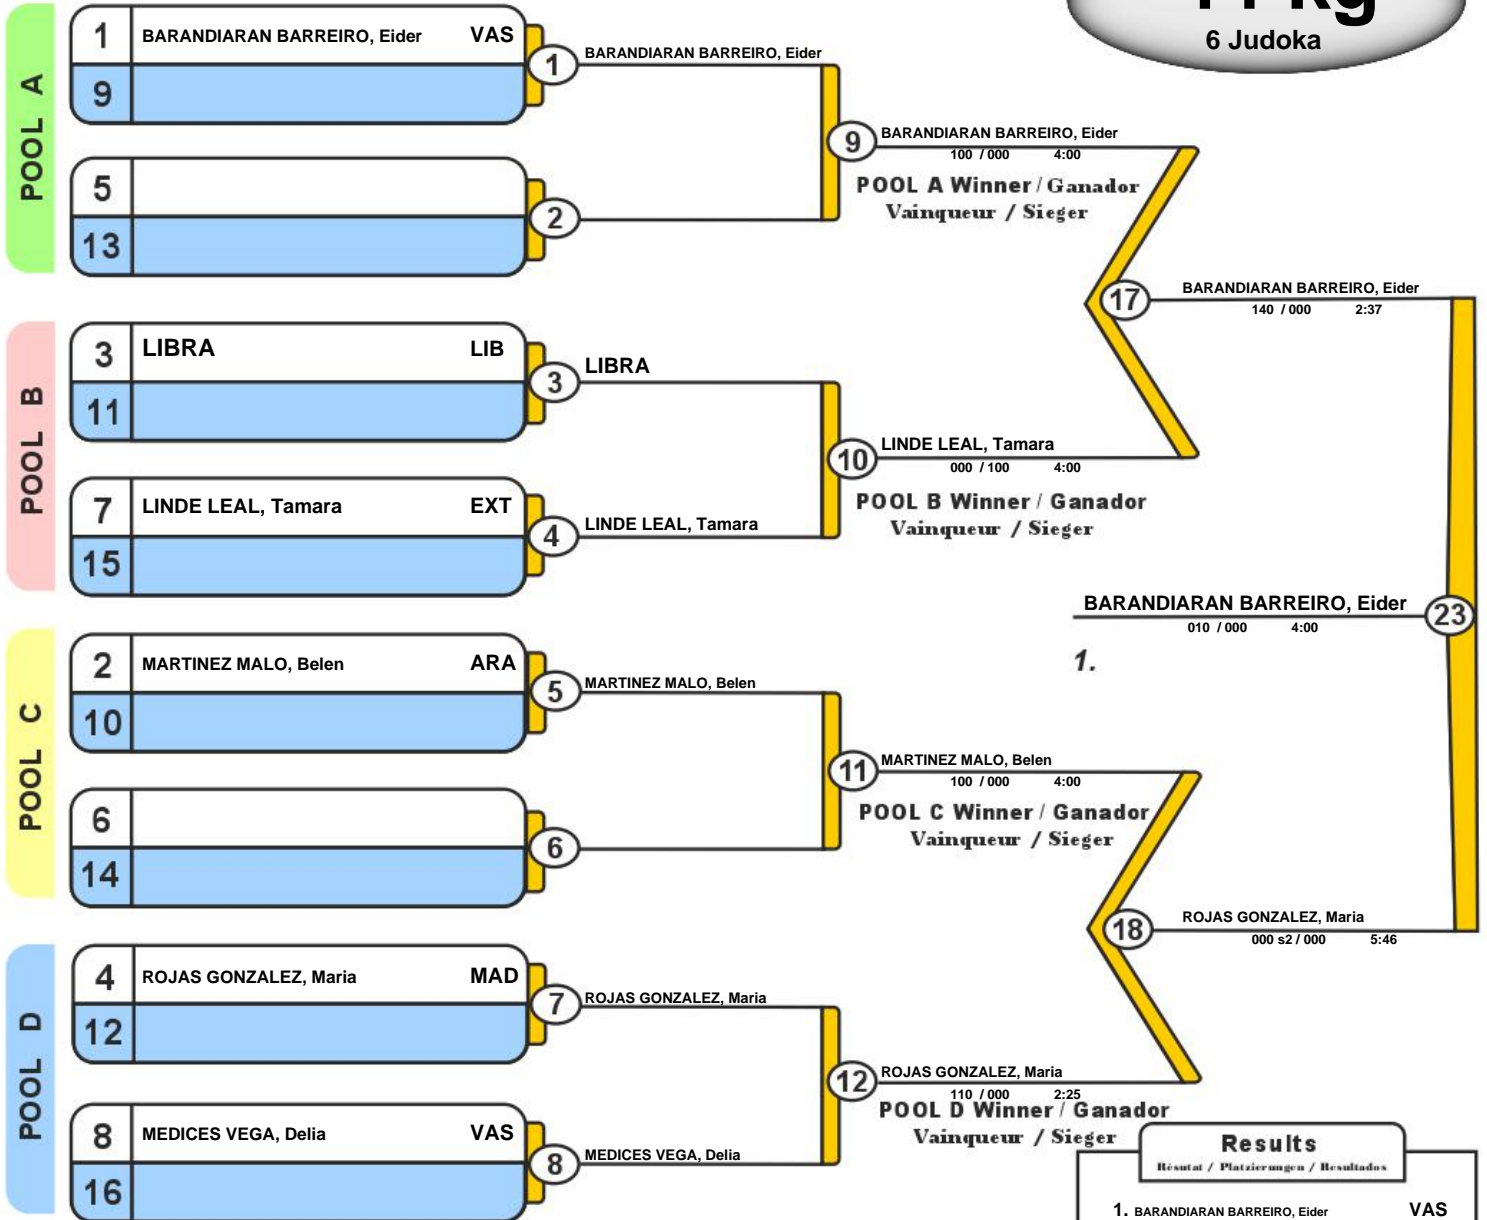 6 Judoka
POOL A
1 BARANDIARAN BARREIRO, Eider VAS
9
1 BARANDIARAN BARREIRO, Eider
5
13
2
9 BARANDIARAN BARREIRO, Eider
100 / 000 4:00
POOL A Winner / Ganador
Vainqueur / Sieger
POOL B
3 LIBRA LIB
11
3 LIBRA
7 LINDE LEAL, Tamara EXT
15
4 LINDE LEAL, Tamara
10 LINDE LEAL, Tamara
000 / 100 4:00
POOL B Winner / Ganador
Vainqueur / Sieger
17 BARANDIARAN BARREIRO, Eider
140 / 000 2:37
POOL C
2 MARTINEZ MALO, Belen ARA
10
5 MARTINEZ MALO, Belen
6
14
6
11 MARTINEZ MALO, Belen
100 / 000 4:00
POOL C Winner / Ganador
Vainqueur / Sieger
POOL D
4 ROJAS GONZALEZ, Maria MAD
12
7 ROJAS GONZALEZ, Maria
8 MEDICES VEGA, Delia VAS
16
8 MEDICES VEGA, Delia
12 ROJAS GONZALEZ, Maria
110 / 000 2:25
POOL D Winner / Ganador
Vainqueur / Sieger
18 ROJAS GONZALEZ, Maria
000 s2 / 000 5:46
BARANDIARAN BARREIRO, Eider 23
010 / 000 4:00
1.
Results
Résutat / Platzierungen / Resultados
1. BARANDIARAN BARREIRO, Eider VAS